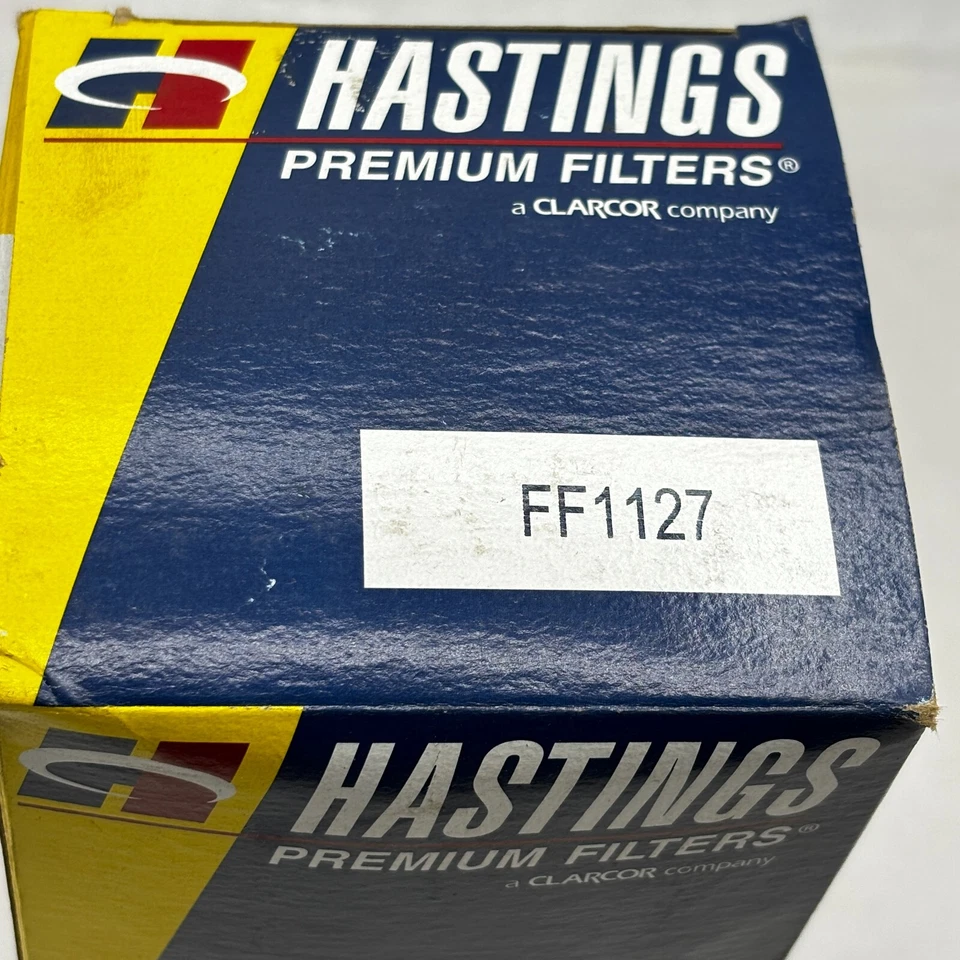 HASTINGS
PREMIUM FILTERS®
a CLARCOR company
FF1127
HASTINGS
PREMIUM FILTERS®
a CLARCOR company